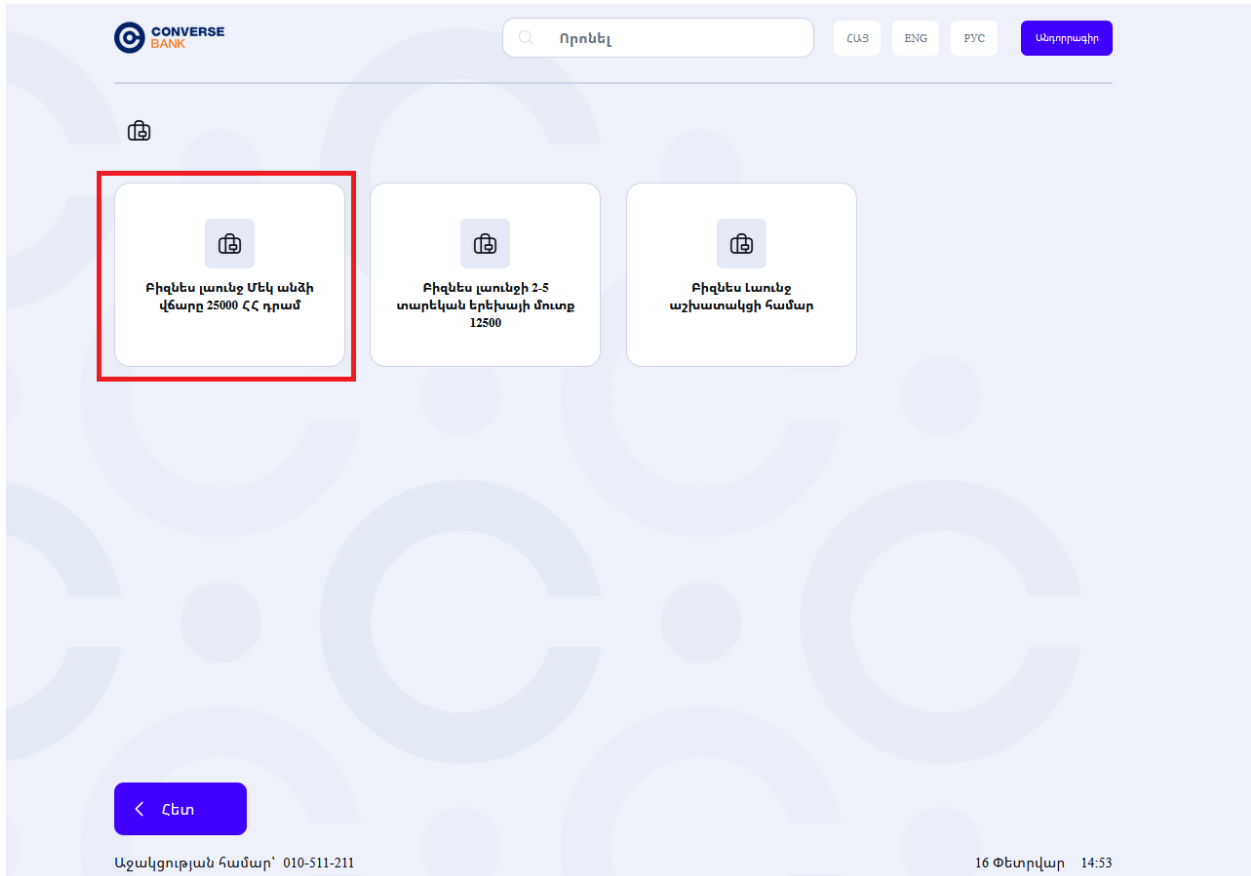 CONVERSE
BANK
Որոնել
ՀԱՅ
ENG
РУС
Անդորրագիր
Բիզնես լաունջ Մեկ անձի
վճարը 25000 ՀՀ դրամ
Բիզնես լաունջի 2-5
տարեկան երեխայի մուտք
12500
Բիզնես Լաունջ
աշխատակցի համար
Հետ
Աջակցության համար՝ 010-511-211
16 Փետրվար 14:53